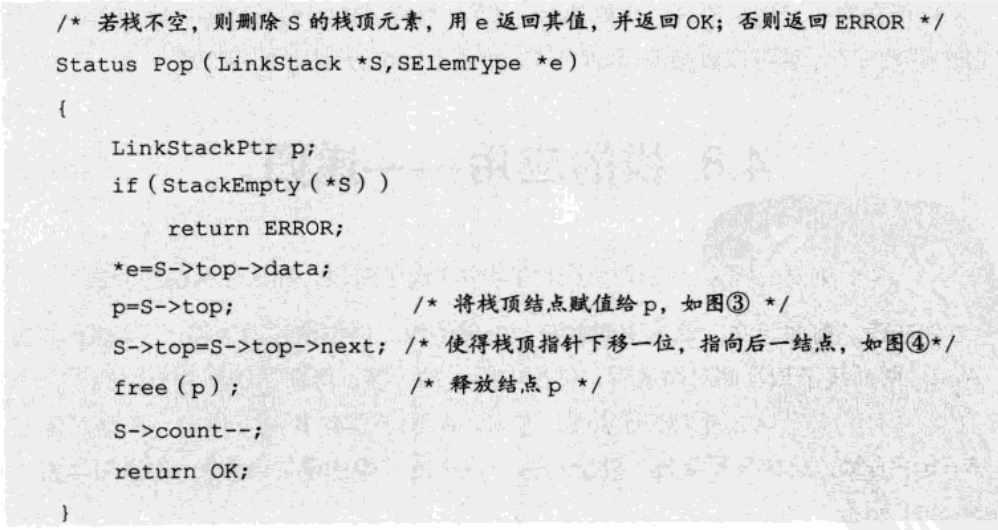 /* 若栈不空，则删除 S 的栈顶元素，用 e 返回其值，并返回 OK；否则返回 ERROR */
Status Pop(LinkStack *S,SElemType *e)
{
LinkStackPtr p;
if(StackEmpty(*S))
return ERROR;
*e=S->top->data;
p=S->top; /* 将栈顶结点赋值给 p，如图③ */
S->top=S->top->next; /* 使得栈顶指针下移一位，指向后一结点，如图④*/
free(p); /* 释放结点 p */
S->count--;
return OK;
}